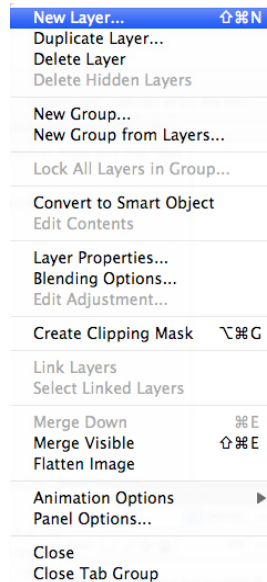 New Layer... ⇧⌘N
Duplicate Layer...
Delete Layer
Delete Hidden Layers
New Group...
New Group from Layers...
Lock All Layers in Group...
Convert to Smart Object
Edit Contents
Layer Properties...
Blending Options...
Edit Adjustment...
Create Clipping Mask ⌥⌘G
Link Layers
Select Linked Layers
Merge Down ⌘E
Merge Visible ⇧⌘E
Flatten Image
Animation Options ▶
Panel Options...
Close
Close Tab Group